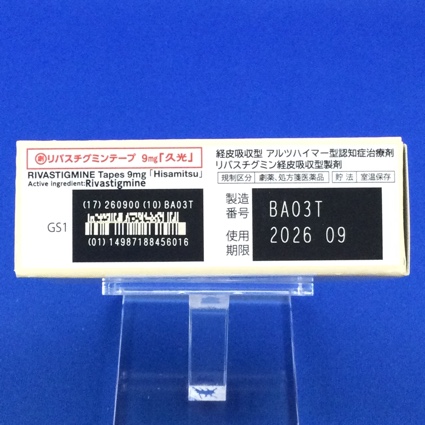 劇 リバスチグミンテープ 9mg「久光」
RIVASTIGMINE Tapes 9mg「Hisamitsu」
Active ingredient:Rivastigmine
(17) 260900 (10) BA03T
GS1
(01) 14987188456016
経皮吸収型 アルツハイマー型認知症治療剤
リバスチグミン経皮吸収型製剤
規制区分 劇薬、処方箋医薬品 貯法 室温保存
製造番号 BA03T
使用期限 2026 09